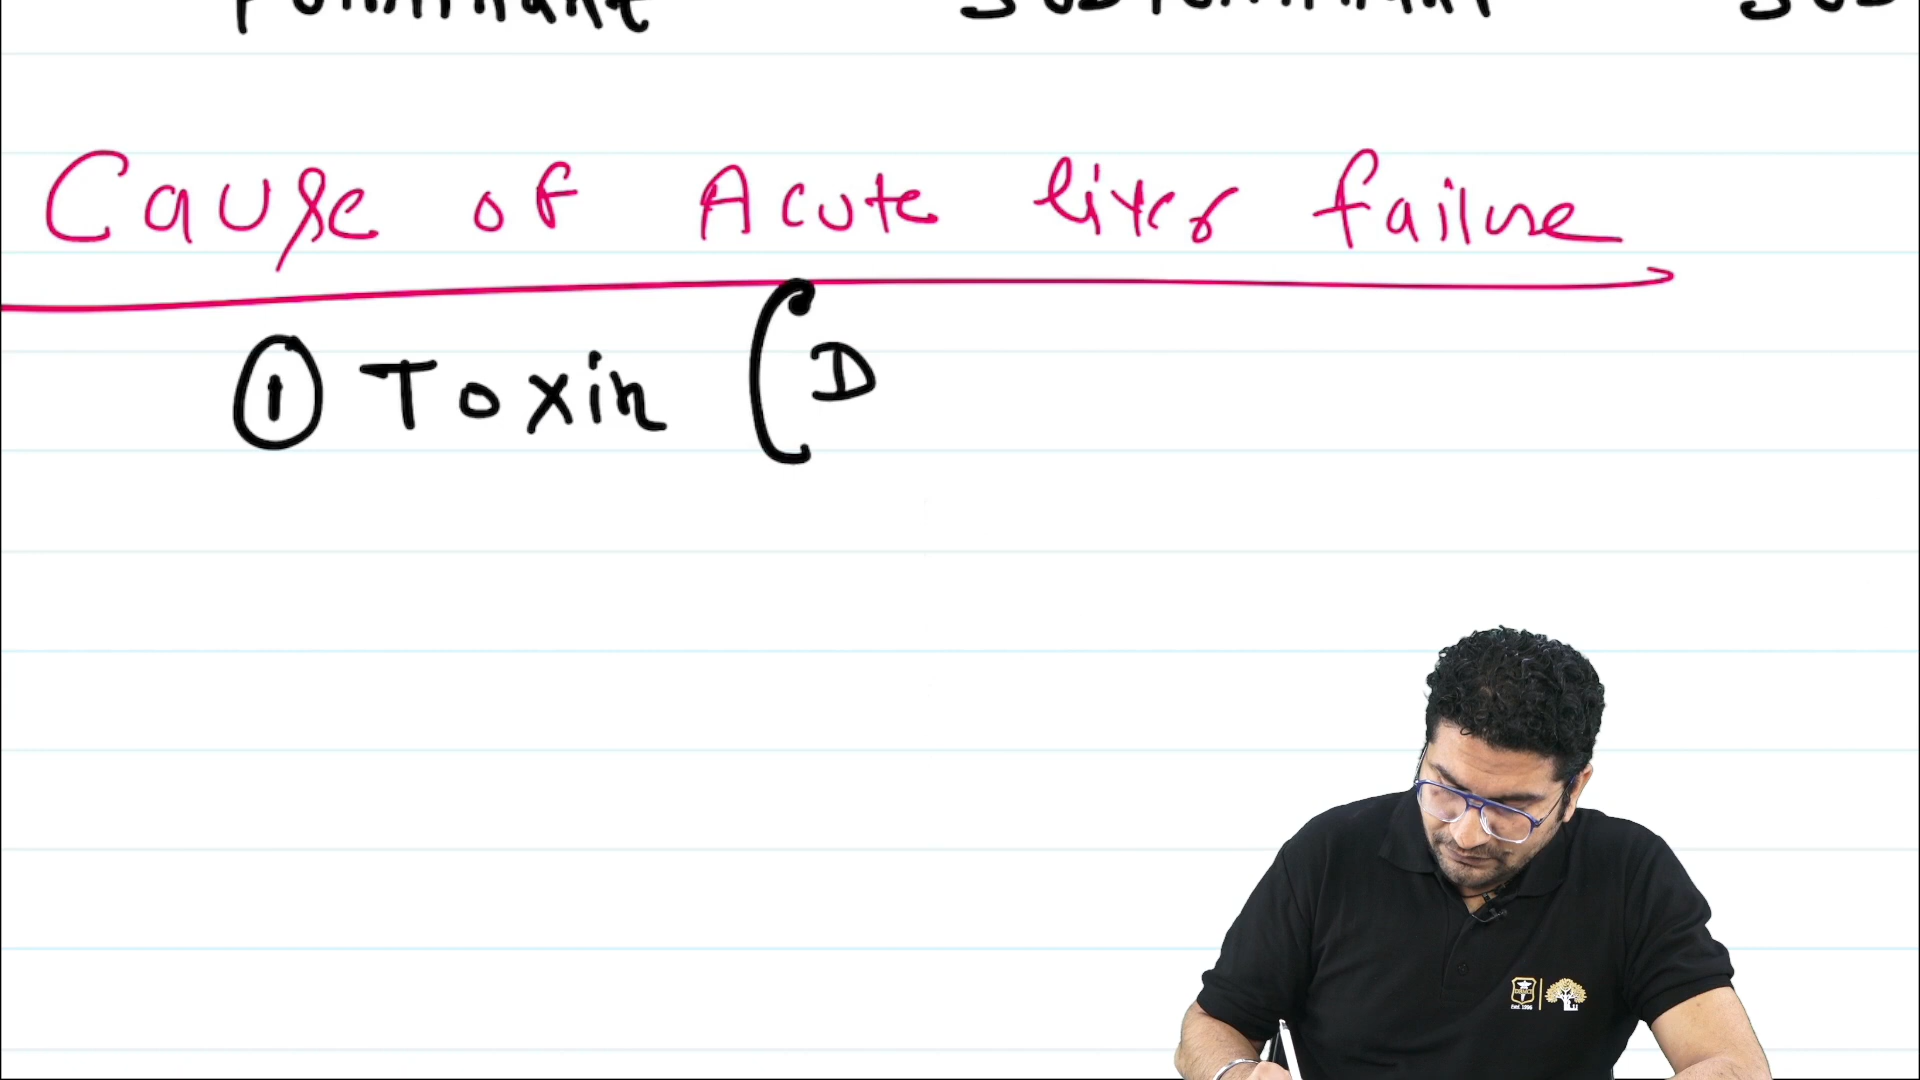 Cause of Acute liver failure
① Toxin (D